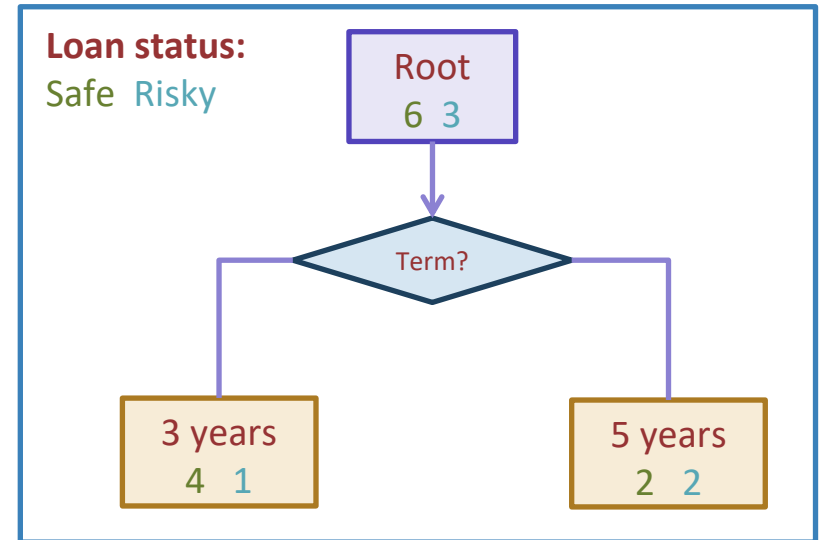 Loan status:
Safe Risky
Root
6 3
Term?
3 years
4 1
5 years
2 2